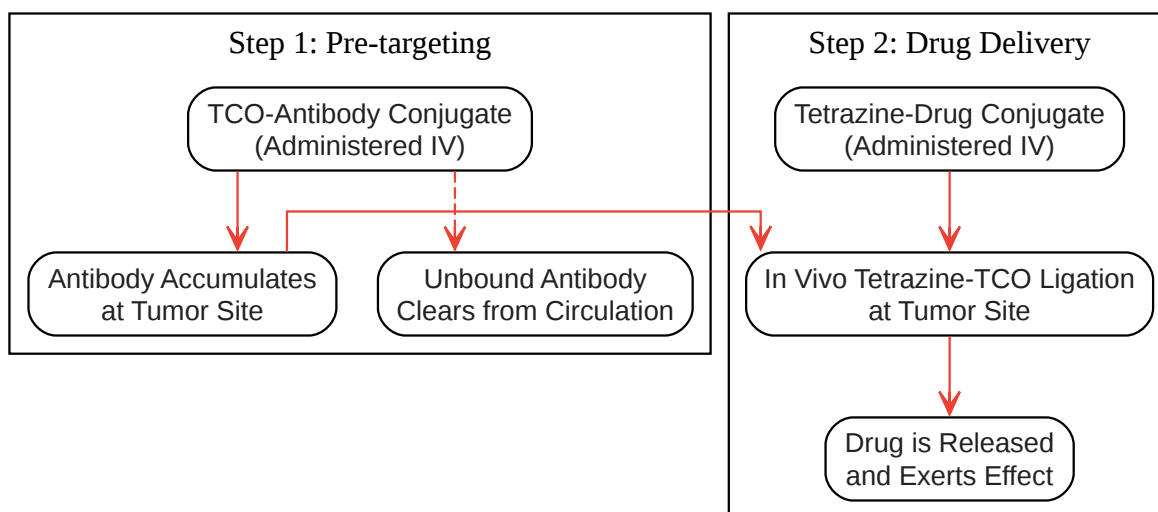 Step 1: Pre-targeting
TCO-Antibody Conjugate
(Administered IV)
Antibody Accumulates
at Tumor Site
Unbound Antibody
Clears from Circulation
Step 2: Drug Delivery
Tetrazine-Drug Conjugate
(Administered IV)
In Vivo Tetrazine-TCO Ligation
at Tumor Site
Drug is Released
and Exerts Effect